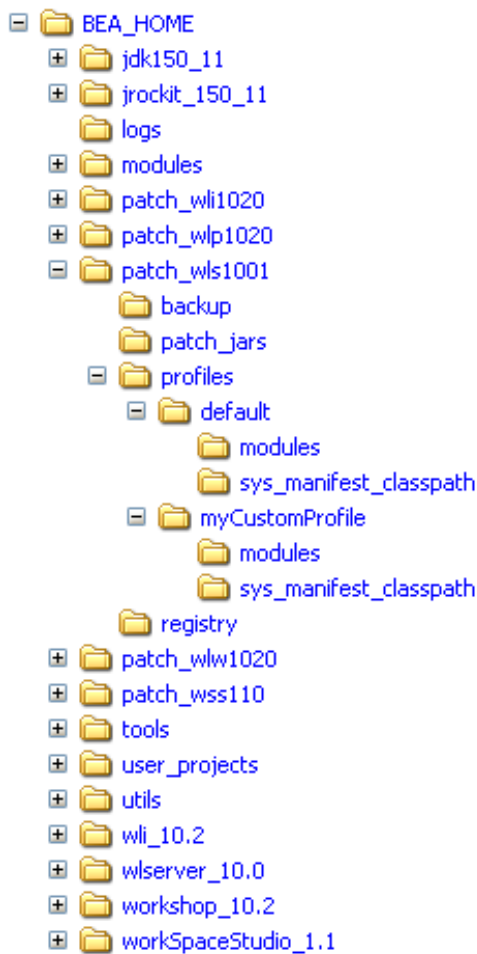 BEA_HOME
jdk150_11
jrockit_150_11
logs
modules
patch_wli1020
patch_wlp1020
patch_wls1001
backup
patch_jars
profiles
default
modules
sys_manifest_classpath
myCustomProfile
modules
sys_manifest_classpath
registry
patch_wlw1020
patch_wss110
tools
user_projects
utils
wli_10.2
wlserver_10.0
workshop_10.2
workSpaceStudio_1.1